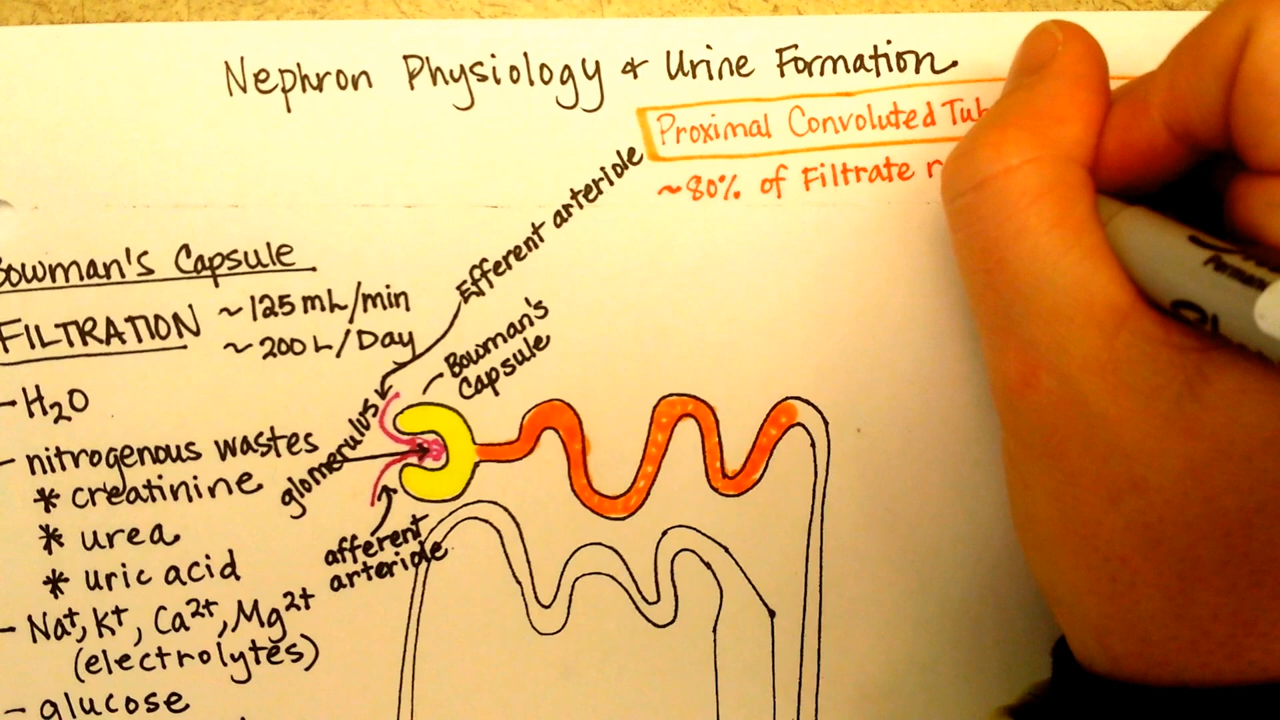 Nephron Physiology & Urine Formation
Proximal Convoluted
~80% of Filtrate
Efferent arteriole
Bowman's Capsule
FILTRATION ~125 mL/min
~200 L/Day
Bowman's
Capsule
- H2O
glomerulus
- nitrogenous wastes
* creatinine
* urea
* uric acid
afferent
arteriole
- Na+, K+, Ca2+, Mg2+
(electrolytes)
- glucose